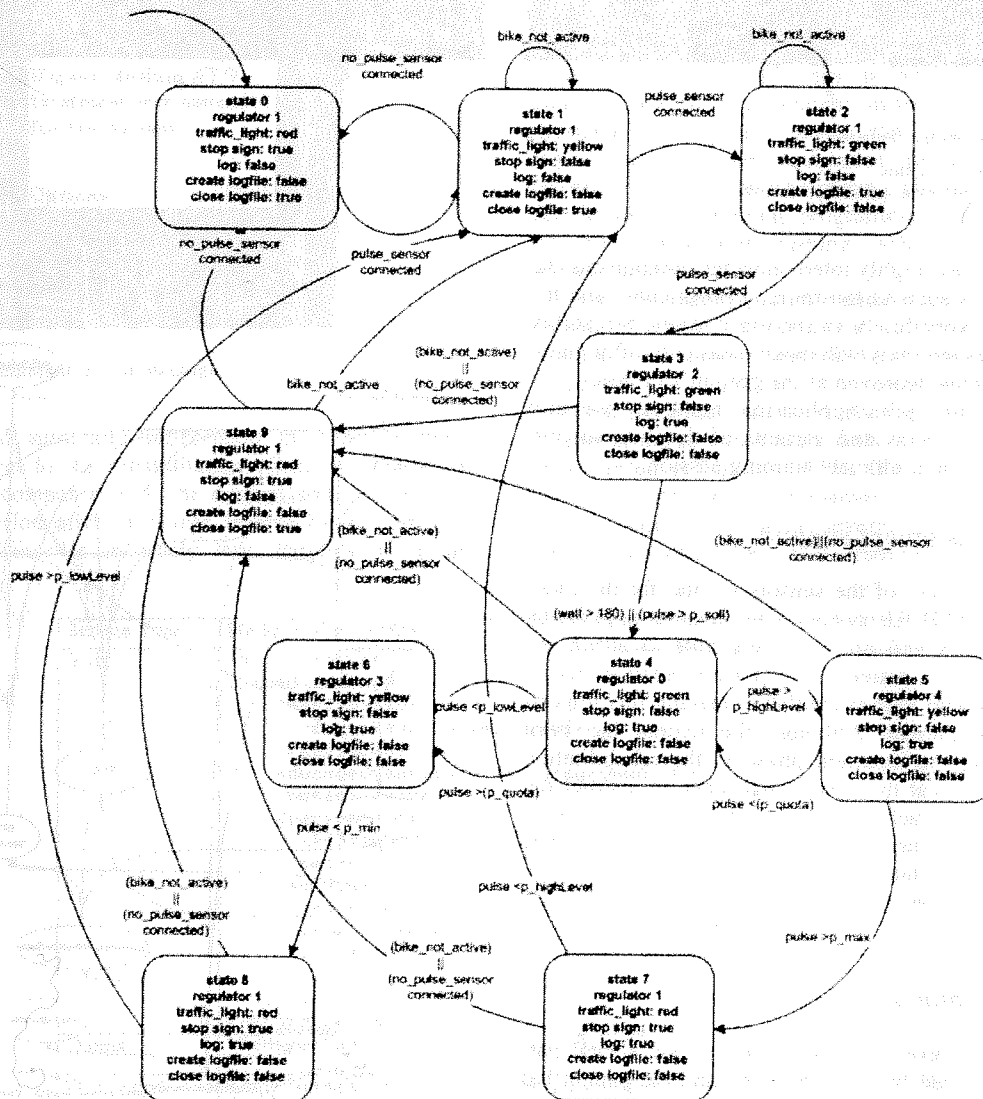 bike_not_active
bike_not_active
no_pulse_sensor
connected
pulse_sensor
connected
state 0
regulator 1
traffic_light: red
stop sign: true
log: false
create logfile: false
close logfile: true
state 1
regulator 1
traffic_light: yellow
stop sign: false
log: false
create logfile: false
close logfile: true
state 2
regulator 1
traffic_light: green
stop sign: false
log: false
create logfile: true
close logfile: false
no_pulse_sensor
connected
pulse_sensor
connected
pulse_sensor
connected
(bike_not_active)
||
(no_pulse_sensor
connected)
bike_not_active
state 3
regulator 2
traffic_light: green
stop sign: false
log: true
create logfile: false
close logfile: false
state 9
regulator 1
traffic_light: red
stop sign: true
log: false
create logfile: false
close logfile: true
(bike_not_active)
||
(no_pulse_sensor
connected)
(bike_not_active)||(no_pulse_sensor
connected)
pulse >p_lowLevel
(watt > 180) || (pulse > p_soll)
state 6
regulator 3
traffic_light: yellow
stop sign: false
log: true
create logfile: false
close logfile: false
pulse <p_lowLevel
state 4
regulator 0
traffic_light: green
stop sign: false
log: true
create logfile: false
close logfile: false
pulse >
p_highLevel
state 5
regulator 4
traffic_light: yellow
stop sign: false
log: true
create logfile: false
close logfile: false
pulse >(p_quota)
pulse <(p_quota)
pulse < p_min
pulse <p_highLevel
(bike_not_active)
||
(no_pulse_sensor
connected)
pulse >p_max
(bike_not_active)
||
(no_pulse_sensor
connected)
state 8
regulator 1
traffic_light: red
stop sign: true
log: true
create logfile: false
close logfile: false
state 7
regulator 1
traffic_light: red
stop sign: true
log: true
create logfile: false
close logfile: false